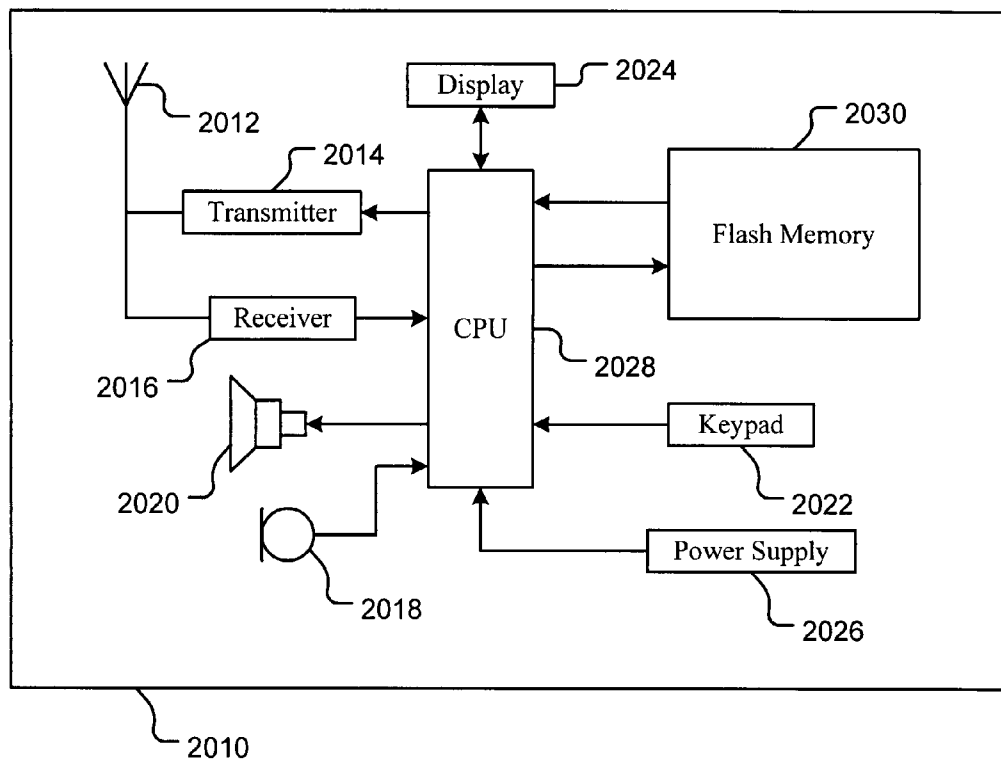 2012
Display
2024
2014
Transmitter
2030
Flash Memory
CPU
Receiver
2016
2028
2020
Keypad
2022
2018
Power Supply
2026
2010